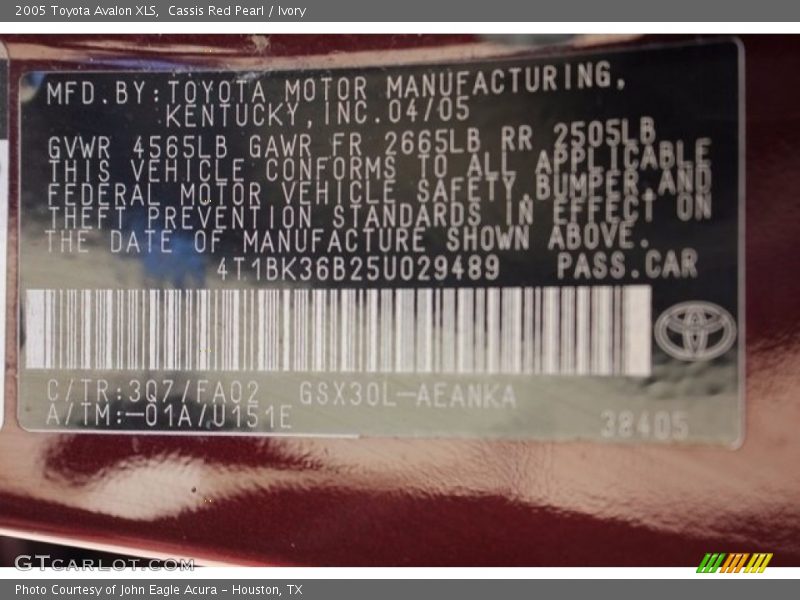 2005 Toyota Avalon XLS,  Cassis Red Pearl / Ivory
MFD.BY:TOYOTA MOTOR MANUFACTURING,
KENTUCKY,INC.04/05
GVWR 4565LB GAWR FR 2665LB RR 2505LB
THIS VEHICLE CONFORMS TO ALL APPLICABLE
FEDERAL MOTOR VEHICLE SAFETY,BUMPER,AND
THEFT PREVENTION STANDARDS IN EFFECT ON
THE DATE OF MANUFACTURE SHOWN ABOVE.
4T1BK36B25U029489 PASS.CAR
C/TR:3Q7/FA02 GSX30L-AEANKA
A/TM:-01A/U151E
38405
GTCARLOT.COM
Photo Courtesy of John Eagle Acura - Houston, TX